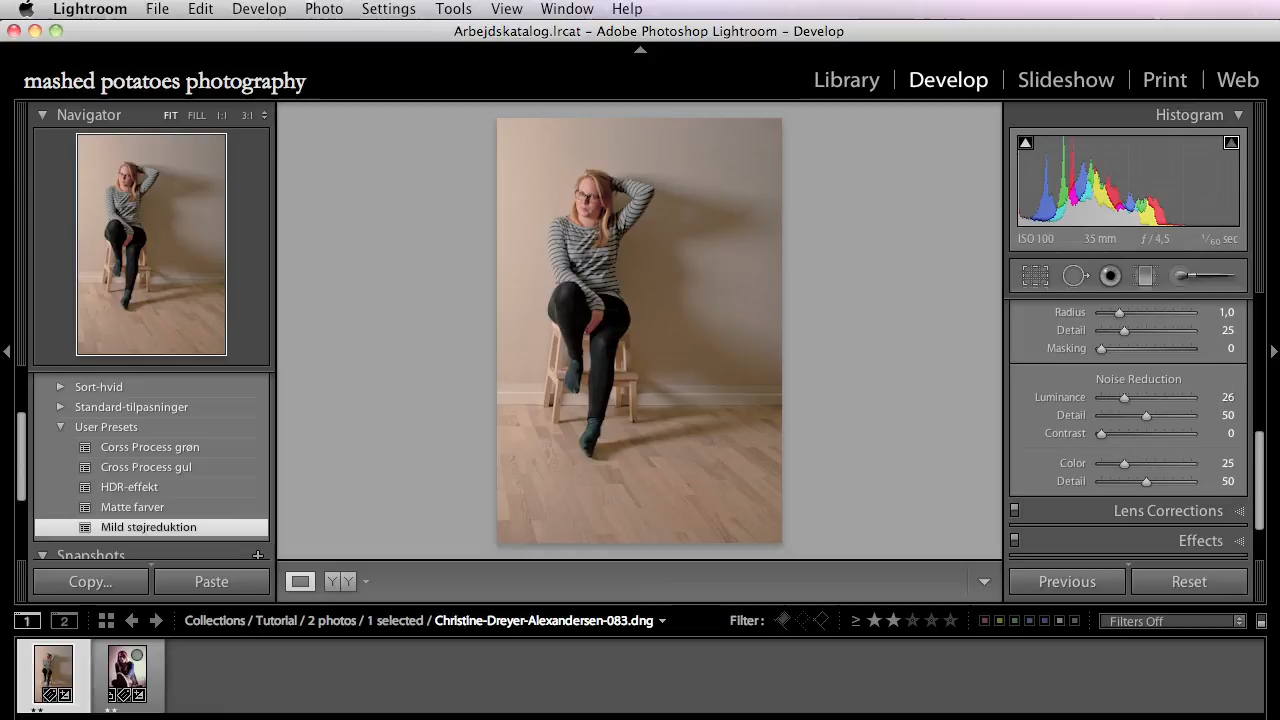 Lightroom File Edit Develop Photo Settings Tools View Window Help
Arbejdskatalog.lrcat – Adobe Photoshop Lightroom – Develop
mashed potatoes photography
Library Develop Slideshow Print Web
Navigator FIT FILL 1:1 3:1
Histogram
ISO 100 35 mm ƒ / 4,5 1/60 sec
Radius 1,0
Detail 25
Masking 0
Noise Reduction
Luminance 26
Detail 50
Contrast 0
Color 25
Detail 50
Lens Corrections
Effects
Previous Reset
Sort-hvid
Standard-tilpasninger
User Presets
Corss Process grøn
Cross Process gul
HDR-effekt
Matte farver
Mild støjreduktion
Snapshots
Copy... Paste
Y Y
1 2 Collections / Tutorial / 2 photos / 1 selected / Christine-Dreyer-Alexandersen-083.dng Filter : ≥ Filters Off